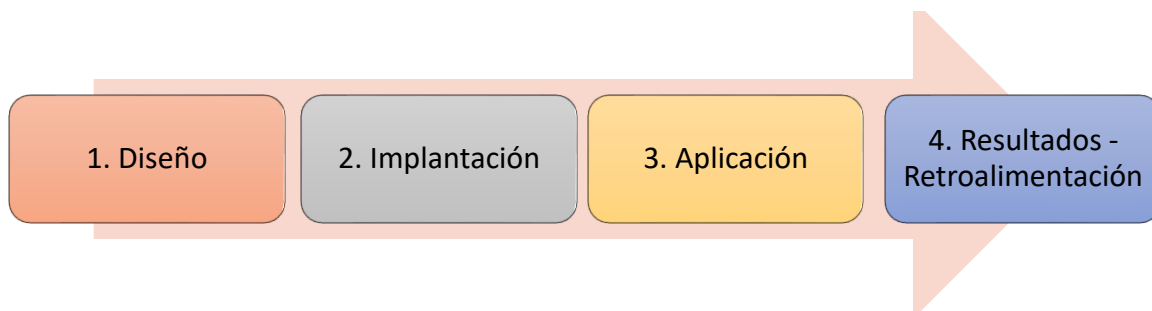 1. Diseño
2. Implantación
3. Aplicación
4. Resultados -
Retroalimentación